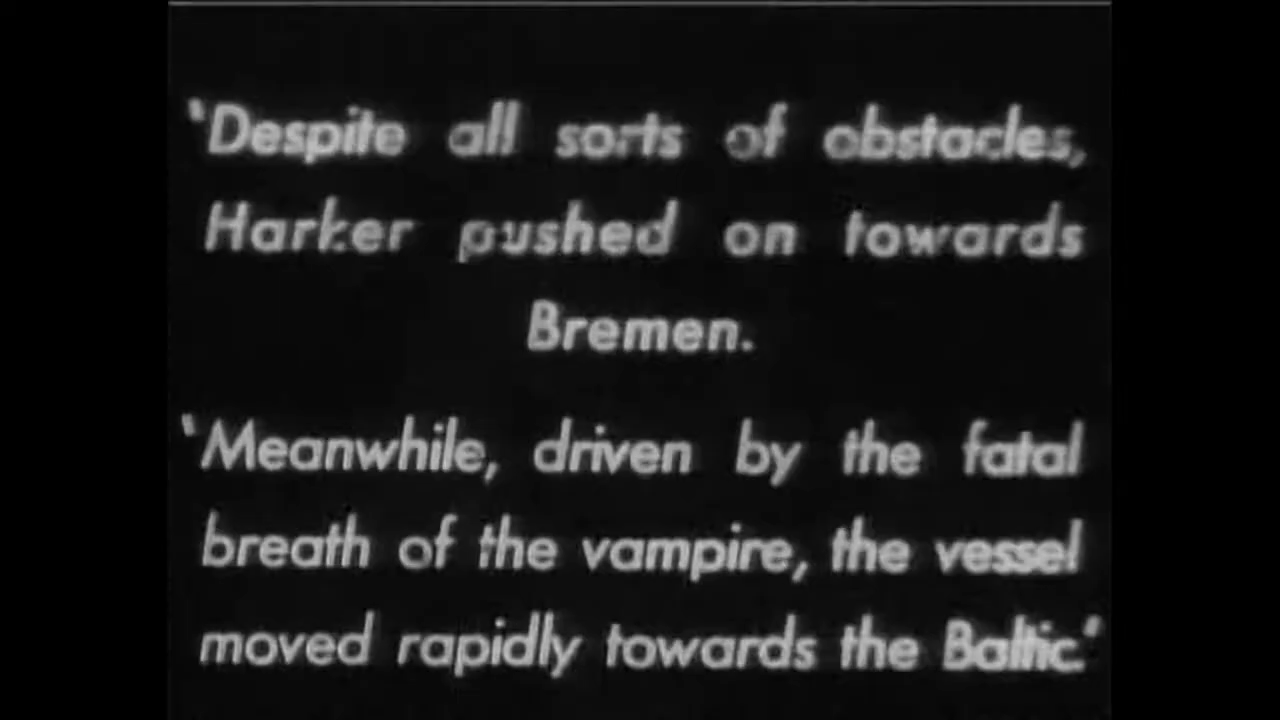 'Despite all sorts of obstacles,
Harker pushed on towards
Bremen.
'Meanwhile, driven by the fatal
breath of the vampire, the vessel
moved rapidly towards the Baltic.'